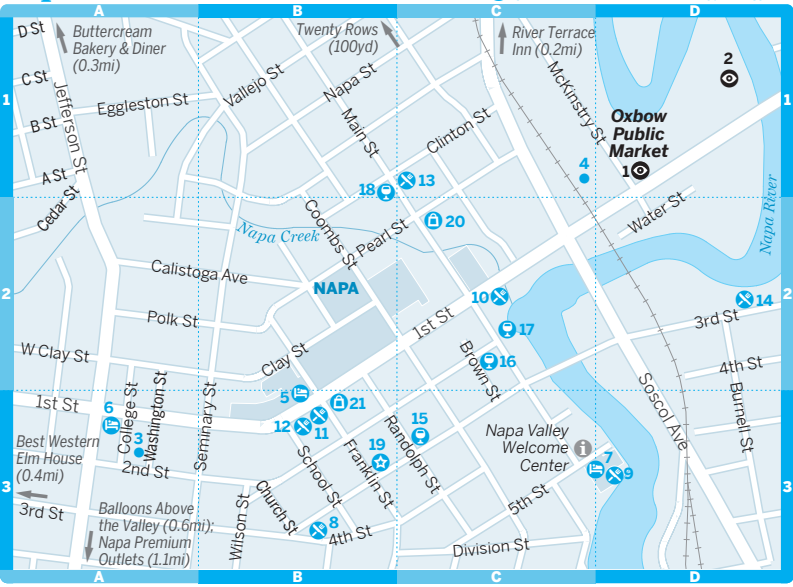 A
B
C
D
D St
Buttercream
Bakery & Diner
(0.3mi)
Twenty Rows
(100yd)
River Terrace
Inn (0.2mi)
2
C St
Jefferson St
Eggleston St
Vallejo St
Napa St
McKinstry St
1
1
B St
Main St
Clinton St
Oxbow
Public
Market
1
4
A St
18
13
Cedar St
Coombs St
Pearl St
20
Water St
Napa River
Napa Creek
Calistoga Ave
NAPA
2
10
14
2
Polk St
1st St
17
3rd St
W Clay St
Clay St
Brown St
16
4th St
Soscol Ave
Burnell St
1st St
6
College St
Washington St
Seminary St
5
21
3
12
11
15
Randolph St
Napa Valley
Welcome
Center
Best Western
Elm House
(0.4mi)
2nd St
School St
Franklin St
19
7
9
3
3
3rd St
Balloons Above
the Valley (0.6mi);
Napa Premium
Outlets (1.1mi)
Wilson St
Church St
8
4th St
5th St
Division St
A
B
C
D